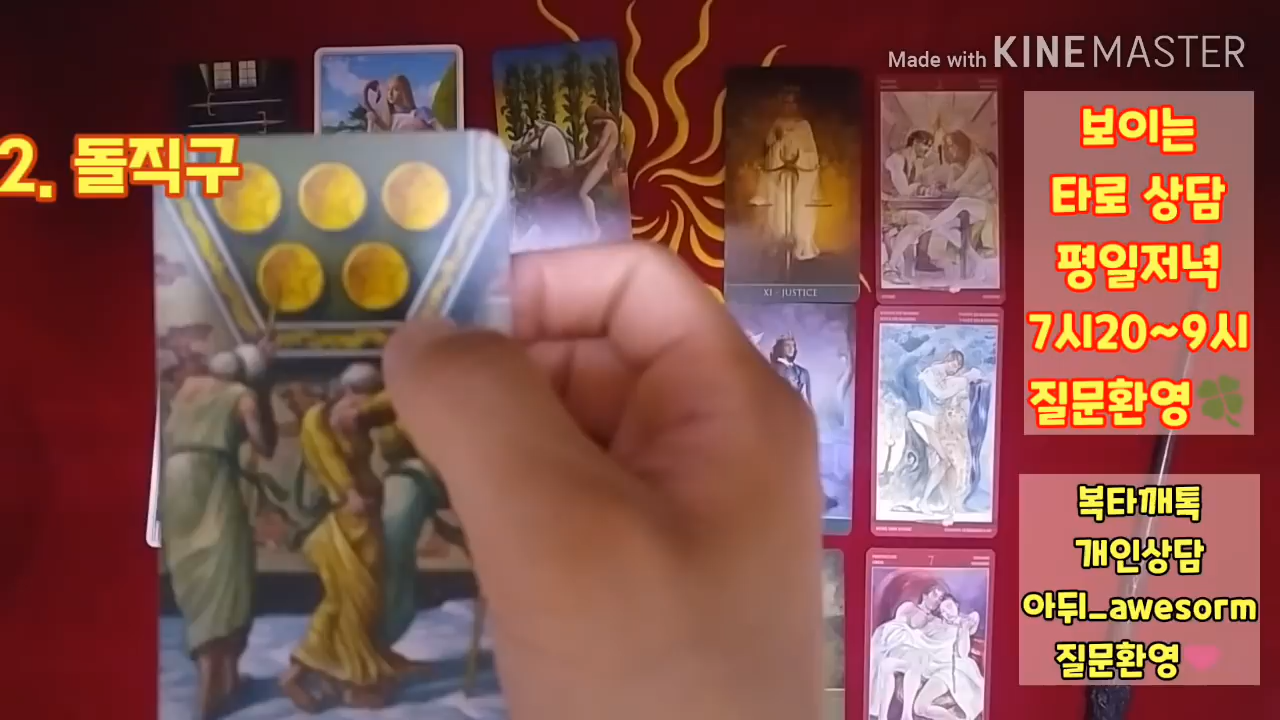 Made with KINEMASTER
2. 돌직구
보이는
타로 상담
평일저녁
7시20~9시
질문환영🍀
XI - JUSTICE
복타깨톡
개인상담
아뒤_awesorm
질문환영💗
7